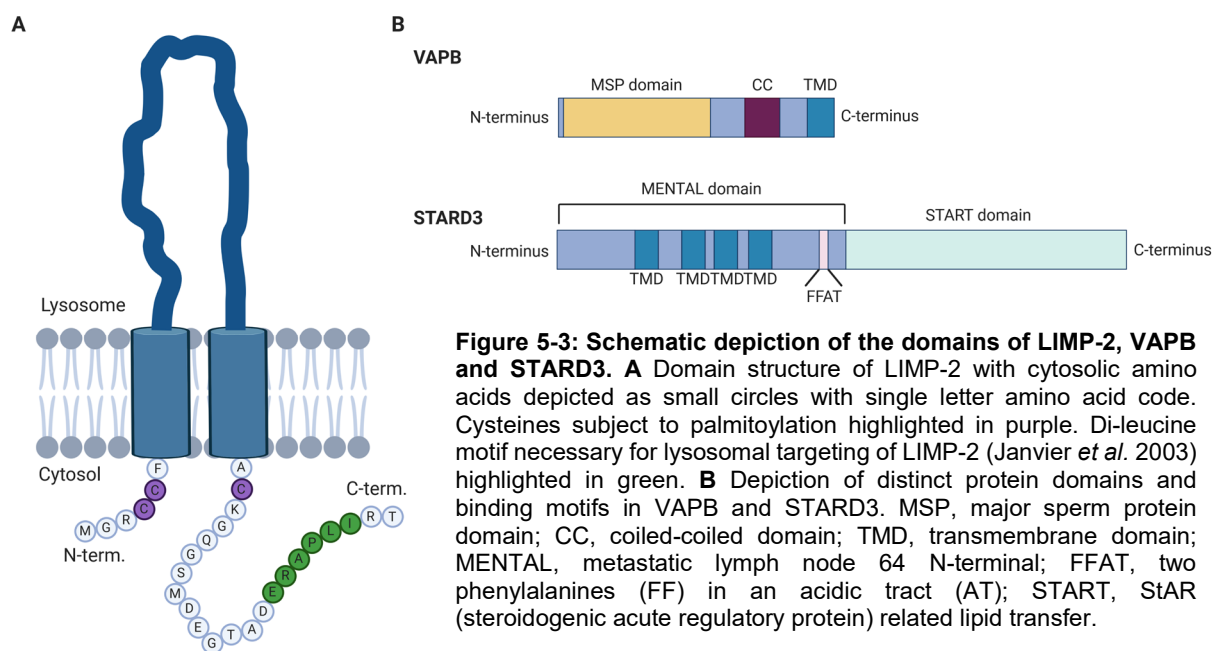 A
Lysosome
Cytosol
F
C
C
R
G
M
N-term.
A
C
K
G
Q
G
S
M
D
E
G
T
A
D
E
R
A
P
L
I
R
T
C-term.
B
VAPB
MSP domain CC TMD
N-terminus C-terminus
MENTAL domain
STARD3 START domain
N-terminus C-terminus
TMD TMD TMD TMD
FFAT
Figure 5-3: Schematic depiction of the domains of LIMP-2, VAPB
and STARD3. A Domain structure of LIMP-2 with cytosolic amino
acids depicted as small circles with single letter amino acid code.
Cysteines subject to palmitoylation highlighted in purple. Di-leucine
motif necessary for lysosomal targeting of LIMP-2 (Janvier et al. 2003)
highlighted in green. B Depiction of distinct protein domains and
binding motifs in VAPB and STARD3. MSP, major sperm protein
domain; CC, coiled-coiled domain; TMD, transmembrane domain;
MENTAL, metastatic lymph node 64 N-terminal; FFAT, two
phenylalanines (FF) in an acidic tract (AT); START, StAR
(steroidogenic acute regulatory protein) related lipid transfer.